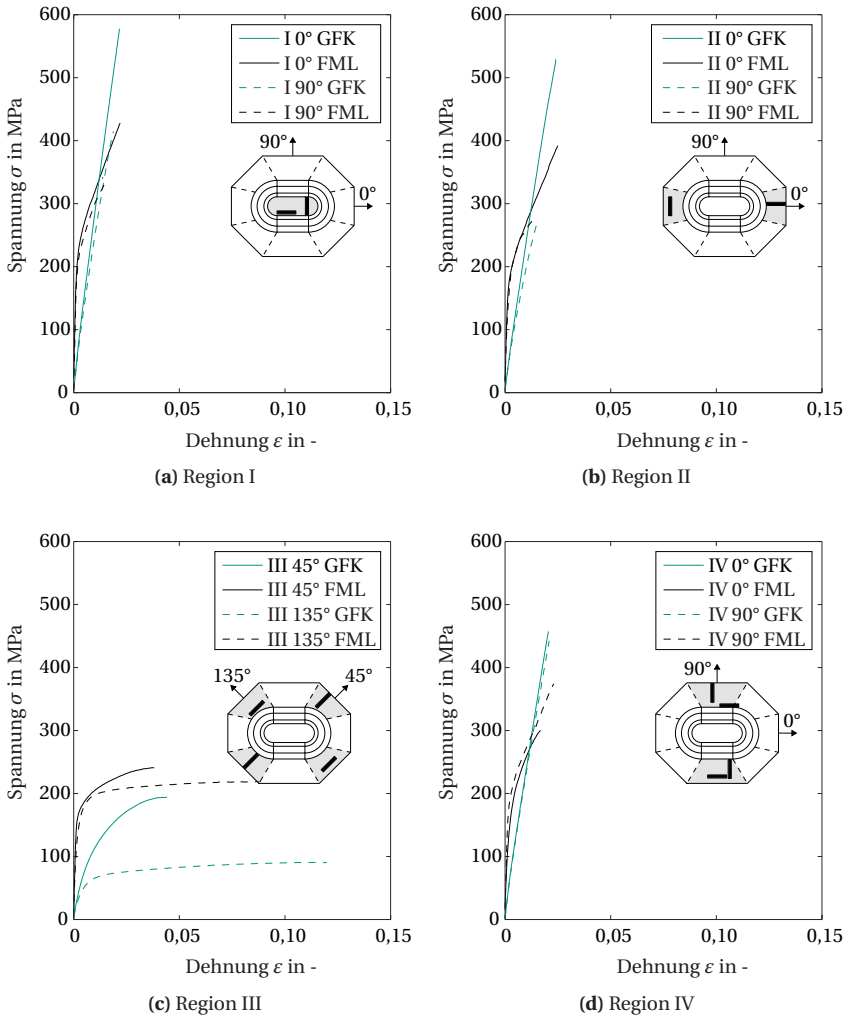 600
500
400
300
200
100
0
0
0,05
0,10
0,15
Spannung σ in MPa
Dehnung ε in -
I 0° GFK
I 0° FML
I 90° GFK
I 90° FML
90°
0°
(a) Region I
600
500
400
300
200
100
0
0
0,05
0,10
0,15
Spannung σ in MPa
Dehnung ε in -
II 0° GFK
II 0° FML
II 90° GFK
II 90° FML
90°
0°
(b) Region II
600
500
400
300
200
100
0
0
0,05
0,10
0,15
Spannung σ in MPa
Dehnung ε in -
III 45° GFK
III 45° FML
III 135° GFK
III 135° FML
135°
45°
(c) Region III
600
500
400
300
200
100
0
0
0,05
0,10
0,15
Spannung σ in MPa
Dehnung ε in -
IV 0° GFK
IV 0° FML
IV 90° GFK
IV 90° FML
90°
0°
(d) Region IV